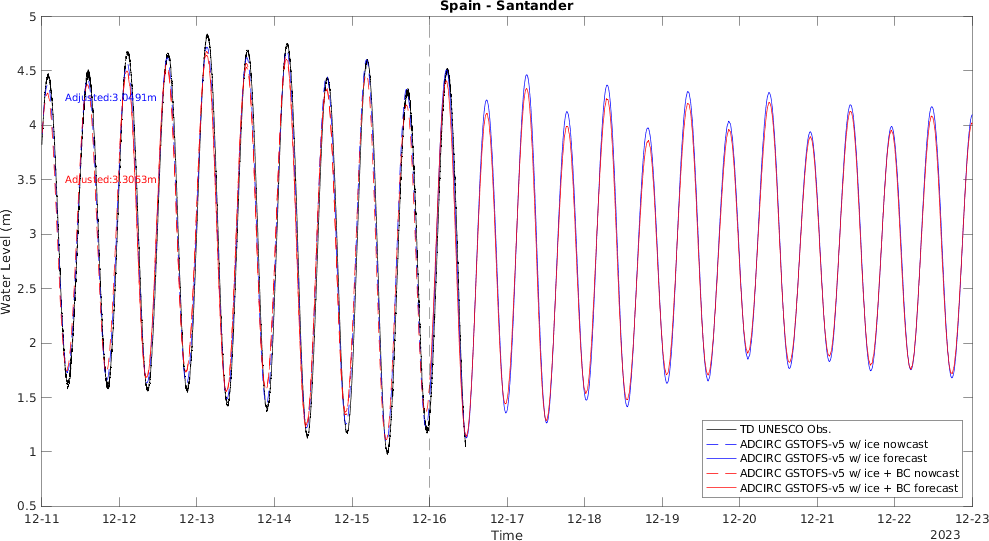 Spain - Santander
Water Level (m)
5
4.5
4
3.5
3
2.5
2
1.5
1
0.5
Adjusted:3.0491m
Adjusted:3.3063m
TD UNESCO Obs.
ADCIRC GSTOFS-v5 w/ ice nowcast
ADCIRC GSTOFS-v5 w/ ice forecast
ADCIRC GSTOFS-v5 w/ ice + BC nowcast
ADCIRC GSTOFS-v5 w/ ice + BC forecast
12-11 12-12 12-13 12-14 12-15 12-16 12-17 12-18 12-19 12-20 12-21 12-22 12-23
Time
2023